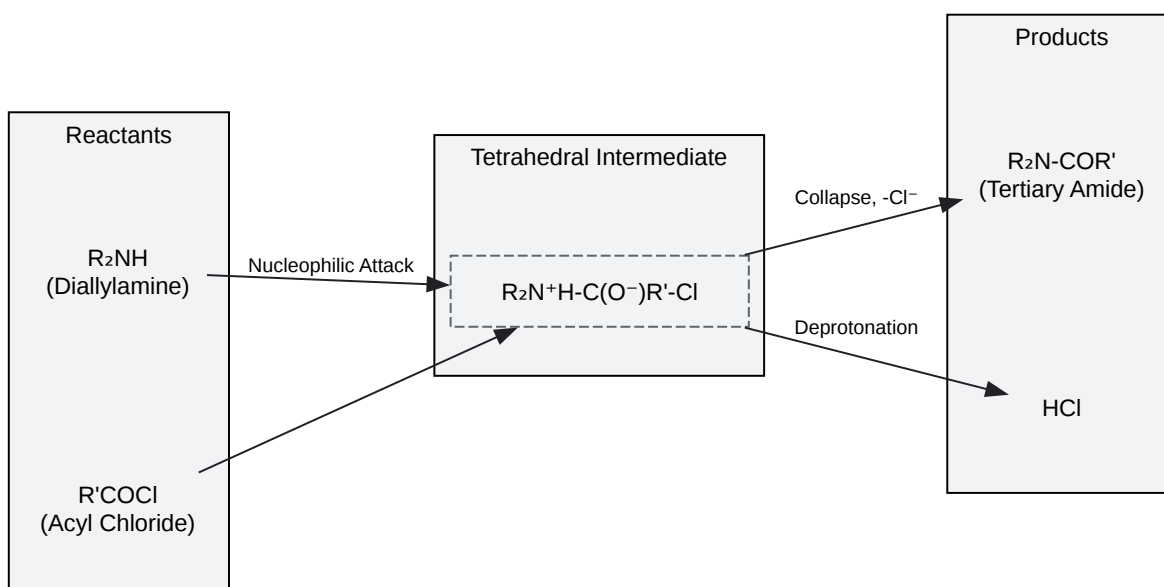 Reactants
R₂NH
(Diallylamine)
R'COCl
(Acyl Chloride)
Nucleophilic Attack
Tetrahedral Intermediate
R₂N⁺H-C(O⁻)R'-Cl
Collapse, -Cl⁻
Deprotonation
Products
R₂N-COR'
(Tertiary Amide)
HCl